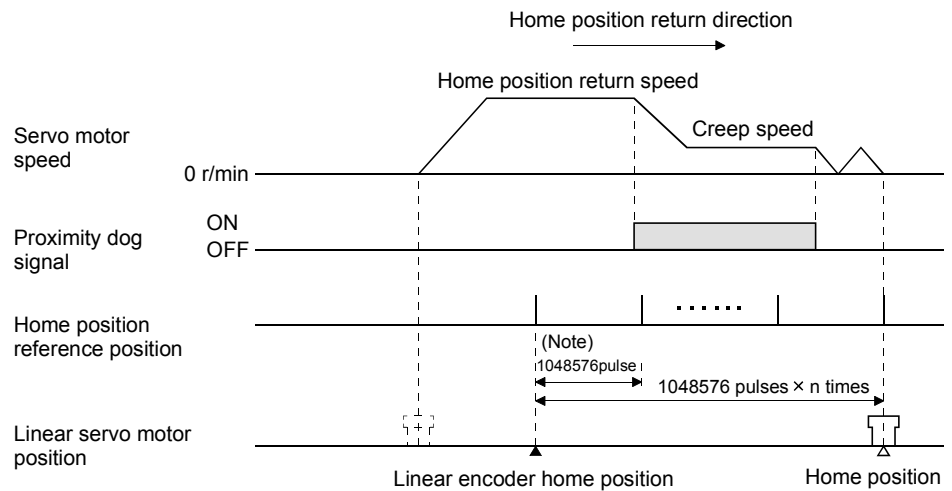 Home position return direction
Home position return speed
Servo motor
speed
Creep speed
0 r/min
ON
Proximity dog
signal
OFF
Home position
reference position
(Note)
1048576pulse
1048576 pulses × n times
Linear servo motor
position
Linear encoder home position
Home position